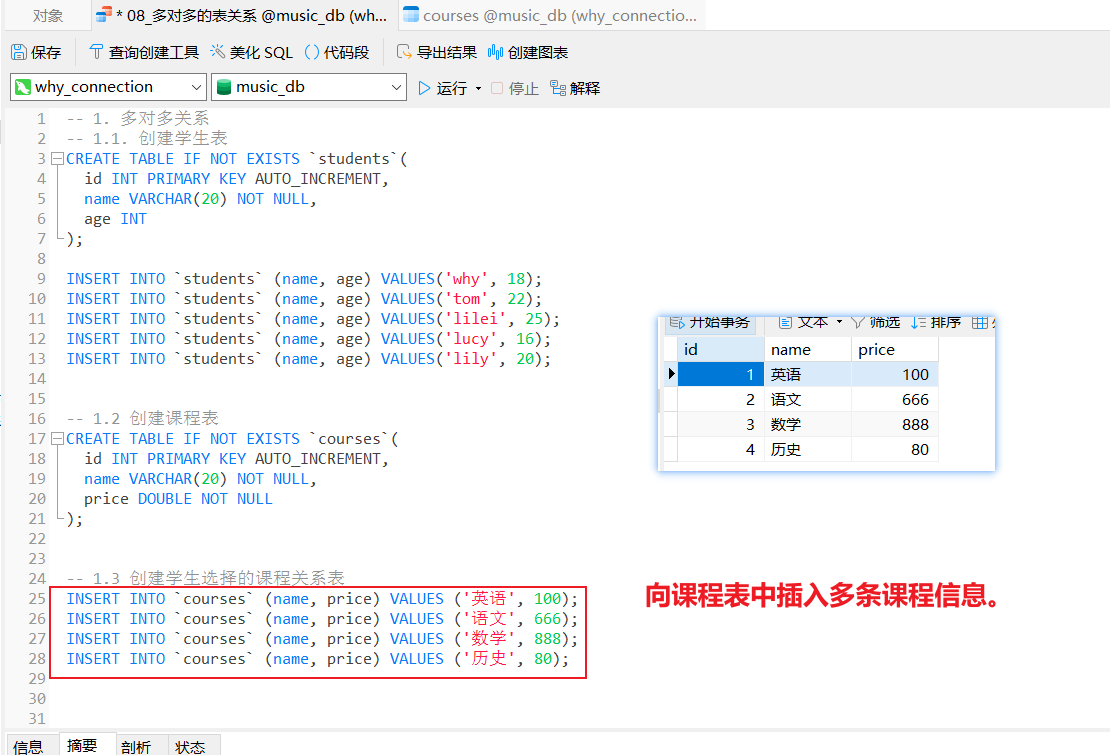 对象
* 08_多对多的表关系 @music_db (wh...
courses @music_db (why_connectio...
保存
查询创建工具
美化 SQL
() 代码段
导出结果
创建图表
why_connection
music_db
运行
停止
解释
1 -- 1. 多对多关系
2 -- 1.1. 创建学生表
3 CREATE TABLE IF NOT EXISTS `students`(
4 id INT PRIMARY KEY AUTO_INCREMENT,
5 name VARCHAR(20) NOT NULL,
6 age INT
7 );
8
9 INSERT INTO `students` (name, age) VALUES('why', 18);
10 INSERT INTO `students` (name, age) VALUES('tom', 22);
11 INSERT INTO `students` (name, age) VALUES('lilei', 25);
12 INSERT INTO `students` (name, age) VALUES('lucy', 16);
13 INSERT INTO `students` (name, age) VALUES('lily', 20);
14
15
16 -- 1.2 创建课程表
17 CREATE TABLE IF NOT EXISTS `courses`(
18 id INT PRIMARY KEY AUTO_INCREMENT,
19 name VARCHAR(20) NOT NULL,
20 price DOUBLE NOT NULL
21 );
22
23
24 -- 1.3 创建学生选择的课程关系表
25 INSERT INTO `courses` (name, price) VALUES ('英语', 100);
26 INSERT INTO `courses` (name, price) VALUES ('语文', 666);
27 INSERT INTO `courses` (name, price) VALUES ('数学', 888);
28 INSERT INTO `courses` (name, price) VALUES ('历史', 80);
29
30
31
开始事务 文本 筛选 排序
id name price
1 英语 100
2 语文 666
3 数学 888
4 历史 80
向课程表中插入多条课程信息。
信息 摘要 剖析 状态